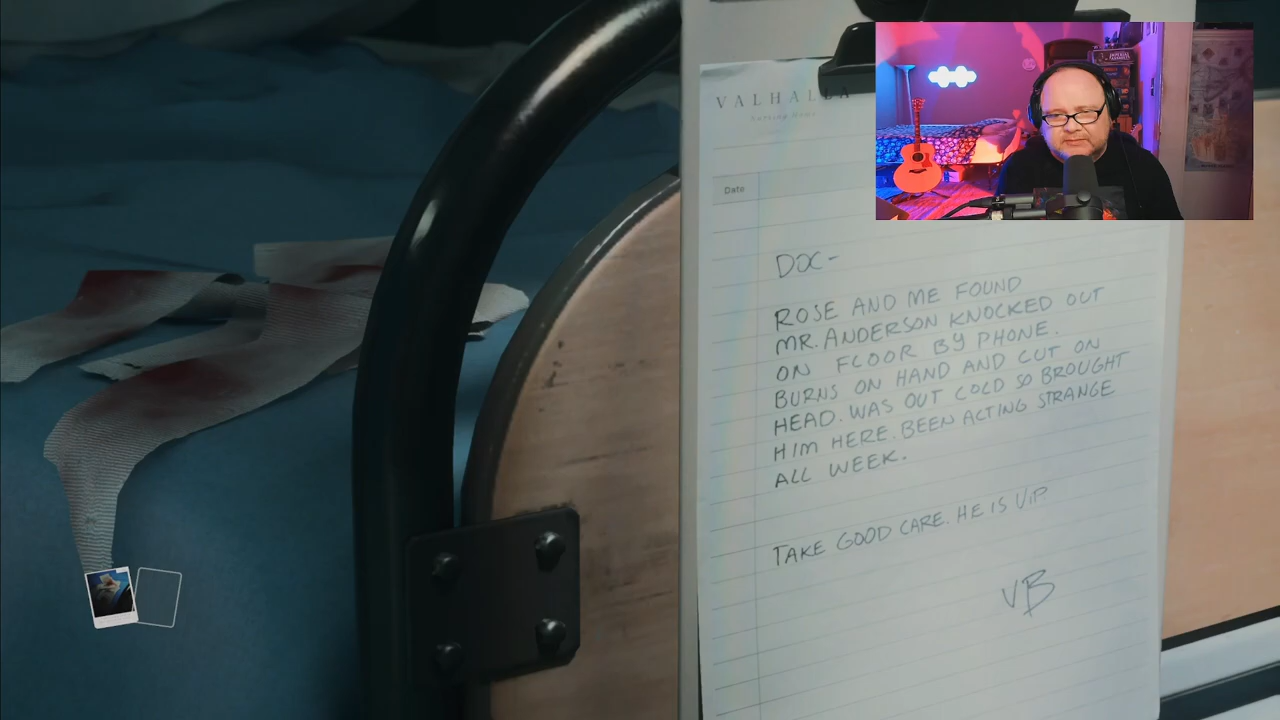 VALHALLA
Nursing Home
Date
DOC-
ROSE AND ME FOUND
MR. ANDERSON KNOCKED OUT
ON FLOOR BY PHONE.
BURNS ON HAND AND CUT ON
HEAD. WAS OUT COLD SO BROUGHT
HIM HERE. BEEN ACTING STRANGE
ALL WEEK.
TAKE GOOD CARE. HE IS VIP
VB